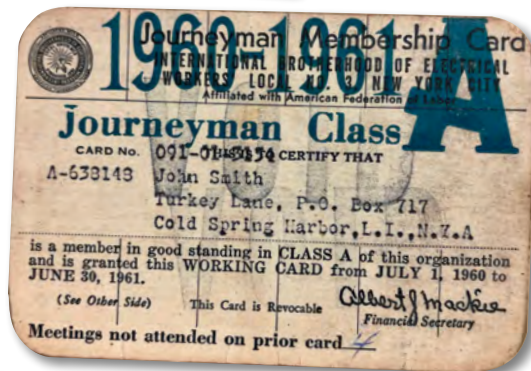 1960-1961 A
Journeyman Membership Card
INTERNATIONAL BROTHERHOOD OF ELECTRICAL
WORKERS LOCAL NO. 3, NEW YORK CITY
Affiliated with American Federation of Labor
Journeyman Class
CARD No. THIS IS TO CERTIFY THAT
A-638148 John Smith
Turkey Lane, P.O. Box 717
Cold Spring Harbor,L.I.,N.Y.A
is a member in good standing in CLASS A of this organization
and is granted this WORKING CARD from JULY 1, 1960 to
JUNE 30, 1961.
(See Other Side) This Card is Revocable Albert J Mackie
Financial Secretary
Meetings not attended on prior card 4